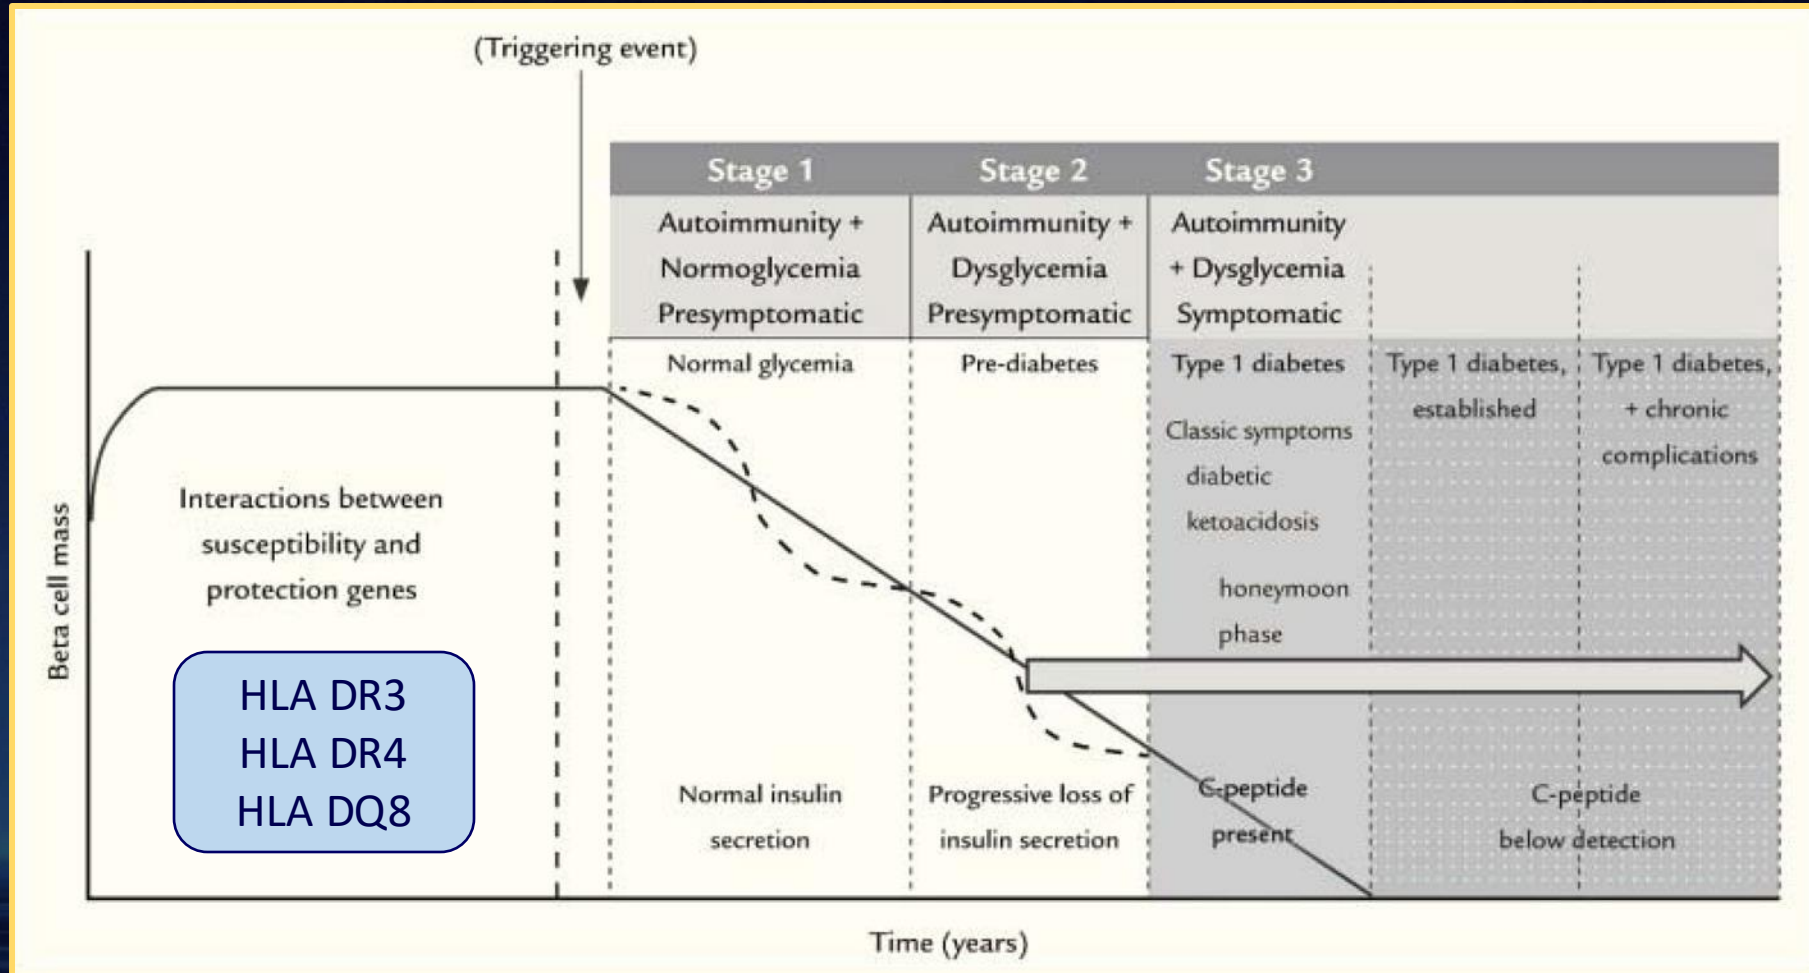 (Triggering event)
Stage 1
Stage 2
Stage 3
Autoimmunity +
Normoglycemia
Presymptomatic
Autoimmunity +
Dysglycemia
Presymptomatic
Autoimmunity
+ Dysglycemia
Symptomatic
Normal glycemia
Pre-diabetes
Type 1 diabetes
Classic symptoms
diabetic
ketoacidosis
honeymoon
phase
Type 1 diabetes,
established
Type 1 diabetes,
+ chronic
complications
Interactions between
susceptibility and
protection genes
HLA DR3
HLA DR4
HLA DQ8
Beta cell mass
Normal insulin
secretion
Progressive loss of
insulin secretion
C-peptide
present
C-peptide
below detection
Time (years)